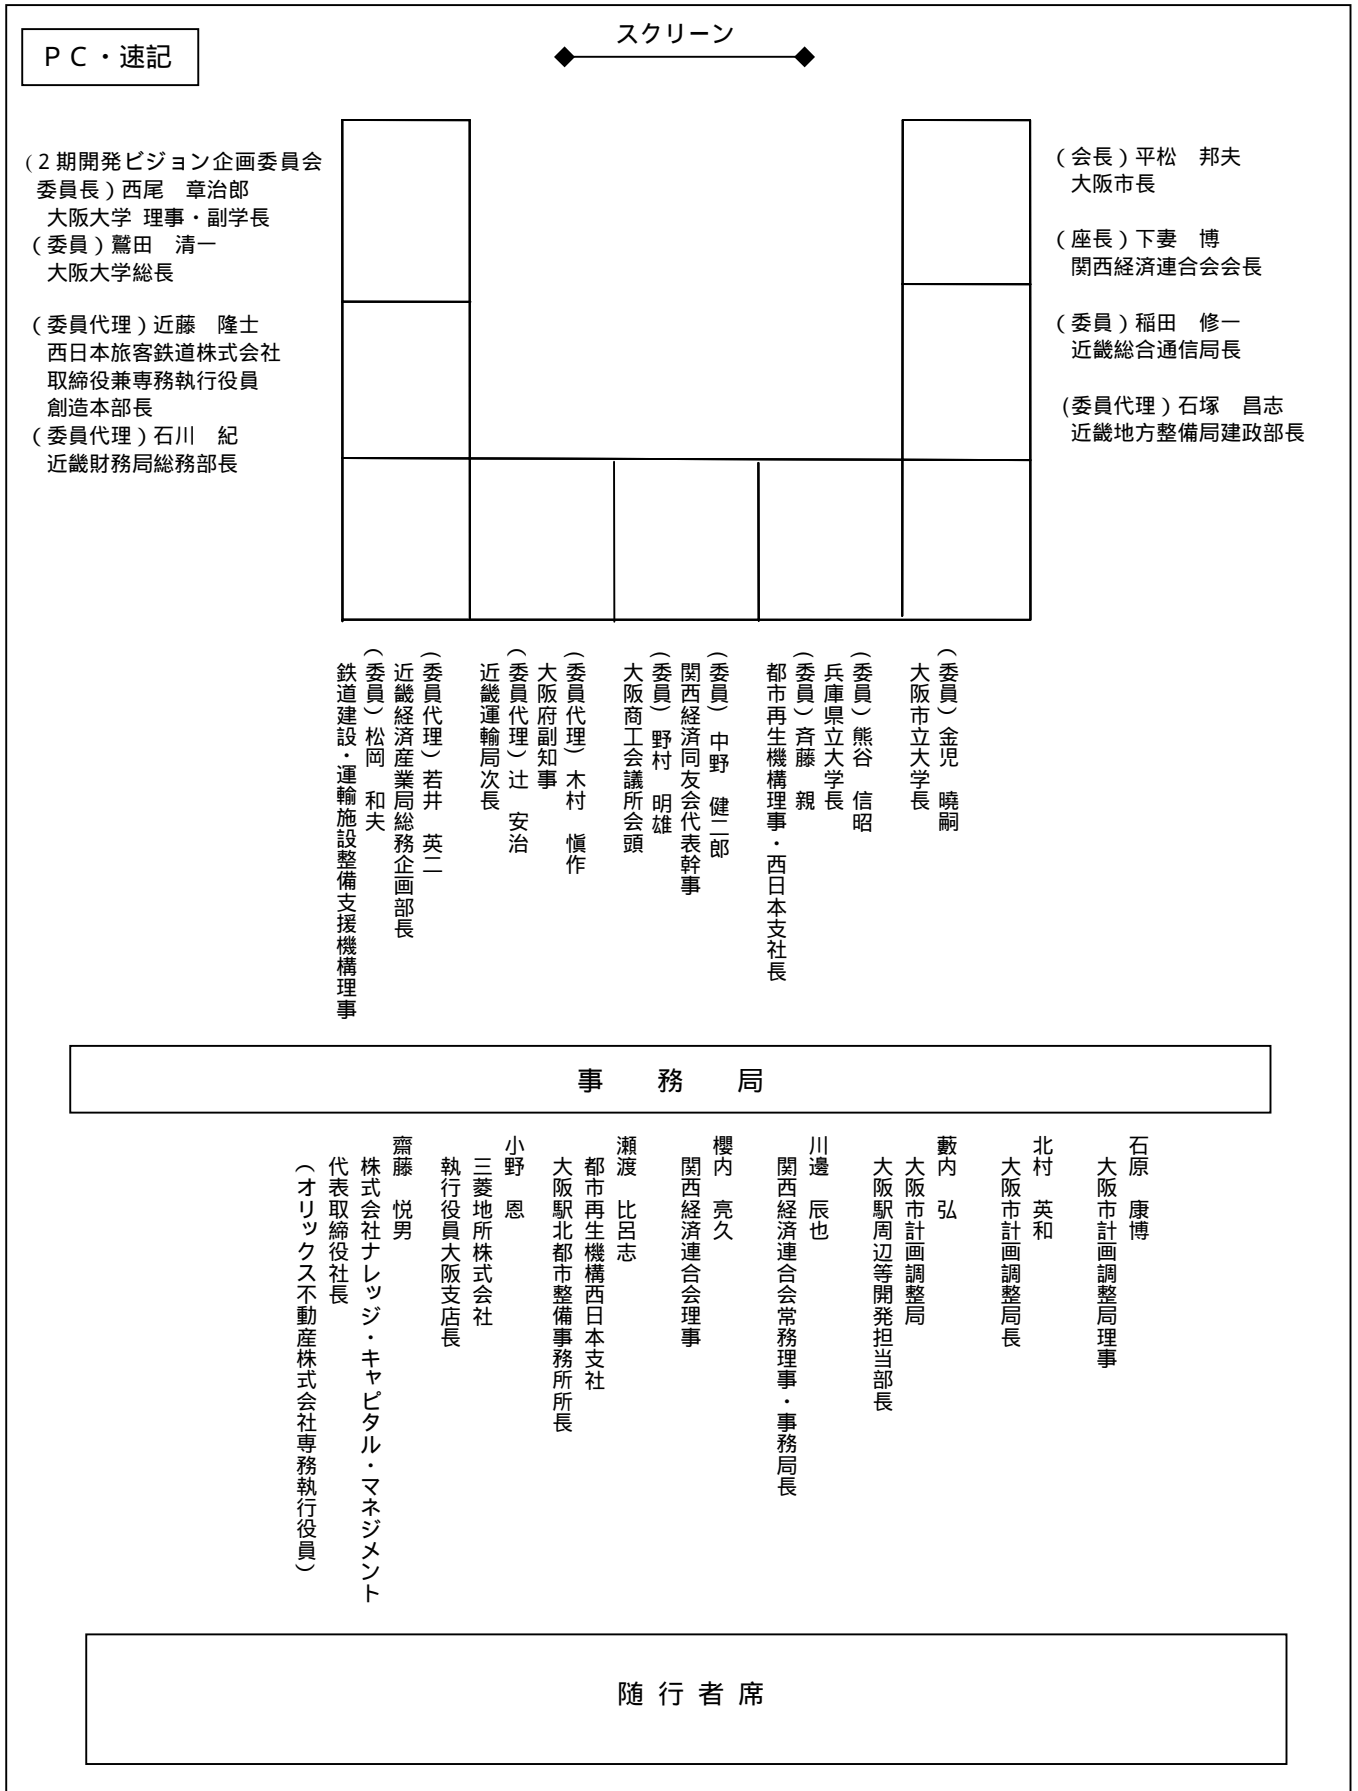 スクリーン
ＰＣ・速記
(２期開発ビジョン企画委員会
委員長）西尾　章治郎
大阪大学 理事・副学長
（委員）鷲田　清一
大阪大学総長
（委員代理）近藤　隆士
西日本旅客鉄道株式会社
取締役兼専務執行役員
創造本部長
（委員代理）石川　紀
近畿財務局総務部長
（会長）平松　邦夫
大阪市長
（座長）下妻　博
関西経済連合会会長
（委員）稲田　修一
近畿総合通信局長
(委員代理）石塚　昌志
近畿地方整備局建政部長
（委員）金児　曉嗣
大阪市立大学長
（委員）熊谷　信昭
兵庫県立大学長
（委員）斉藤　親
都市再生機構理事・西日本支社長
（委員）中野　健二郎
関西経済同友会代表幹事
（委員）野村　明雄
大阪商工会議所会頭
（委員代理）木村　愼作
大阪府副知事
（委員代理）辻　安治
近畿運輸局次長
（委員代理）若井　英二
近畿経済産業局総務企画部長
（委員）松岡　和夫
鉄道建設・運輸施設整備支援機構理事
事　務　局
石原　康博
大阪市計画調整局理事
北村　英和
大阪市計画調整局長
藪内　弘
大阪市計画調整局
大阪駅周辺等開発担当部長
川邊　辰也
関西経済連合会常務理事・事務局長
櫻内　亮久
関西経済連合会理事
瀬渡　比呂志
都市再生機構西日本支社
大阪駅北都市整備事務所所長
小野　恩
三菱地所株式会社
執行役員大阪支店長
齋藤　悦男
株式会社ナレッジ・キャピタル・マネジメント
代表取締役社長
（オリックス不動産株式会社専務執行役員）
随 行 者 席